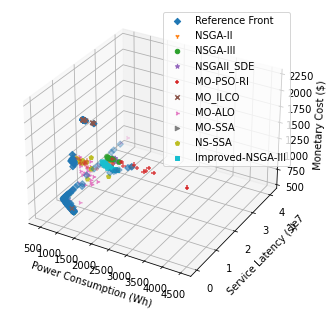 Reference Front
NSGA-II
NSGA-III
NSGAII_SDE
MO-PSO-RI
MO_ILCO
MO-ALO
MO-SSA
NS-SSA
Improved-NSGA-III
2250
2000
1750
1500
1250
1000
750
500
Monetary Cost ($)
500
1000
1500
2000
2500
3000
3500
4000
4500
Power Consumption (Wh)
0
1
2
3
4
Service Latency (s)
1e7